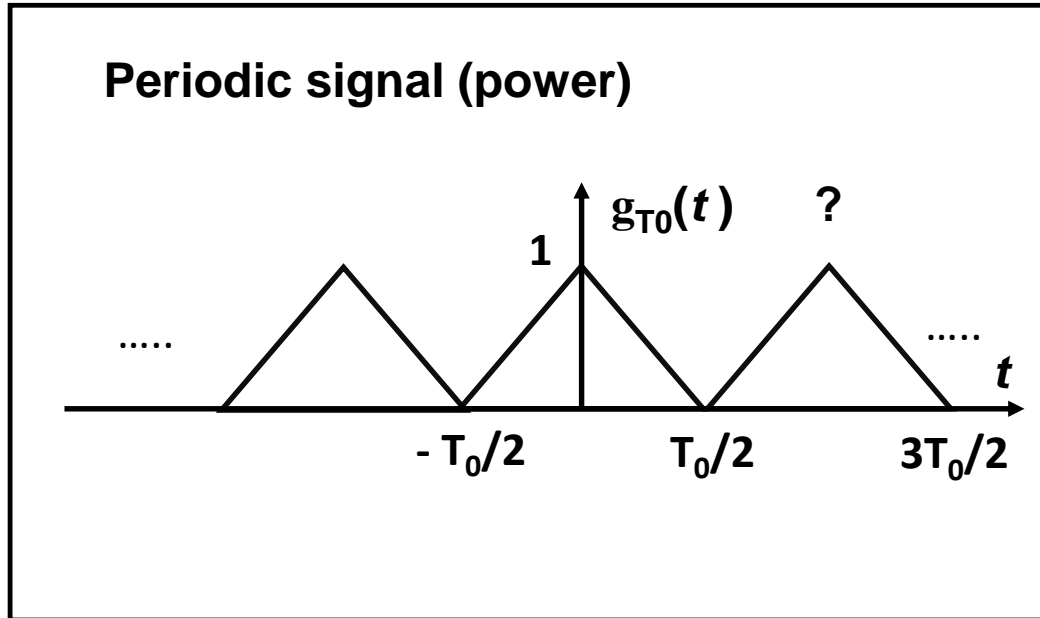 Periodic signal (power)
g_T0(t) ?
1
..... .....
t
- T₀/2 T₀/2 3T₀/2